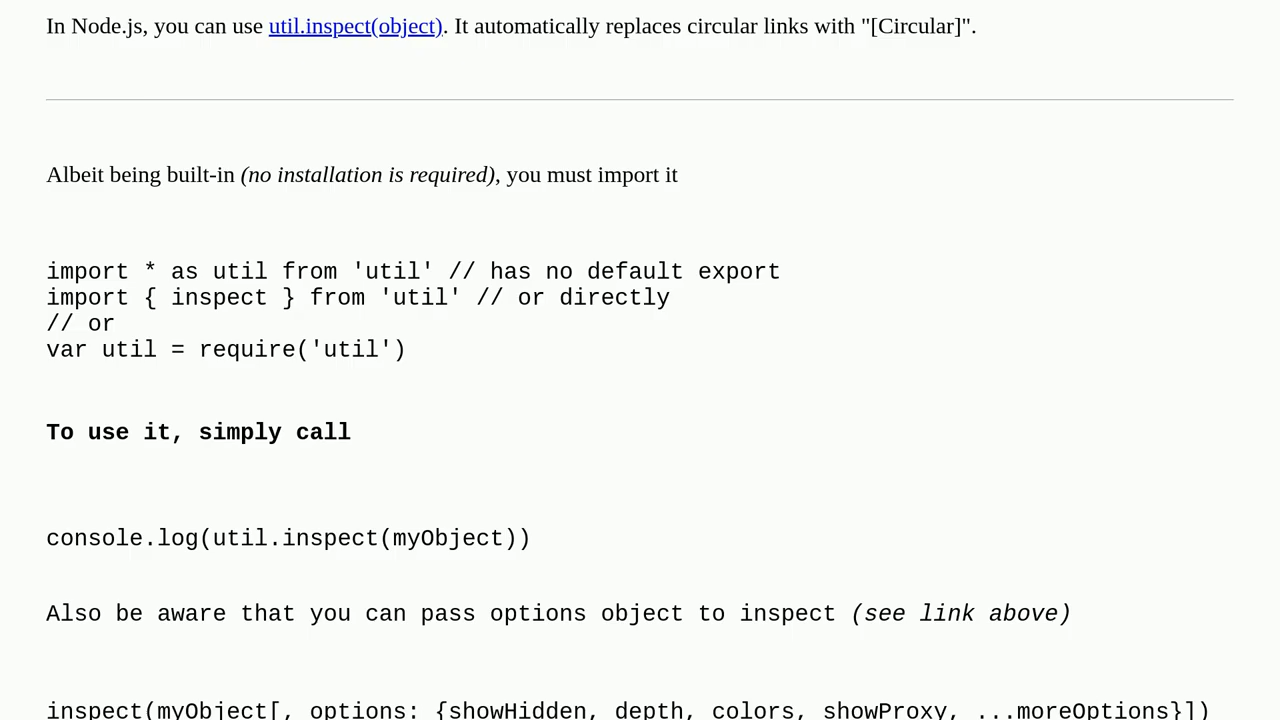 In Node.js, you can use util.inspect(object). It automatically replaces circular links with "[Circular]".
Albeit being built-in (no installation is required), you must import it
import * as util from 'util' // has no default export
import { inspect } from 'util' // or directly
// or
var util = require('util')
To use it, simply call
console.log(util.inspect(myObject))
Also be aware that you can pass options object to inspect (see link above)
inspect(myObject[, options: {showHidden, depth, colors, showProxy, ...moreOptions}])